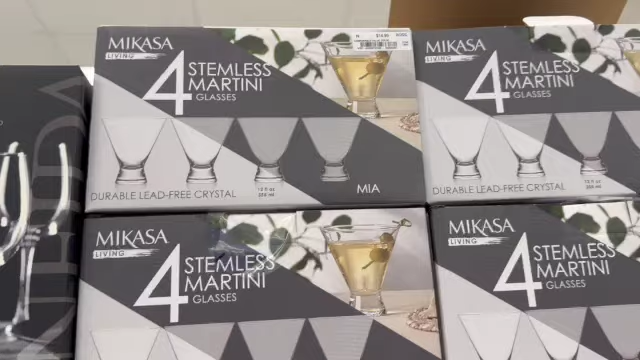 MIKASA
LIVING
4 STEMLESS
MARTINI
GLASSES
DURABLE LEAD-FREE CRYSTAL
MIA
MIKASA
LIVING
4 STEMLESS
MARTINI
GLASSES
DURABLE LEAD-FREE CRYSTAL
MIKASA
LIVING
4 STEMLESS
MARTINI
GLASSES
MIKASA
LIVING
4 STEMLESS
MARTINI
GLASSES